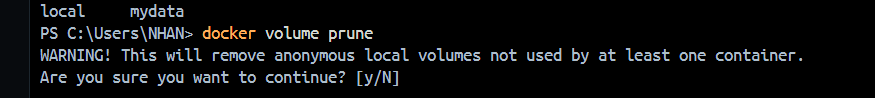 local     mydata
PS C:\Users\NHAN> docker volume prune
WARNING! This will remove anonymous local volumes not used by at least one container.
Are you sure you want to continue? [y/N]